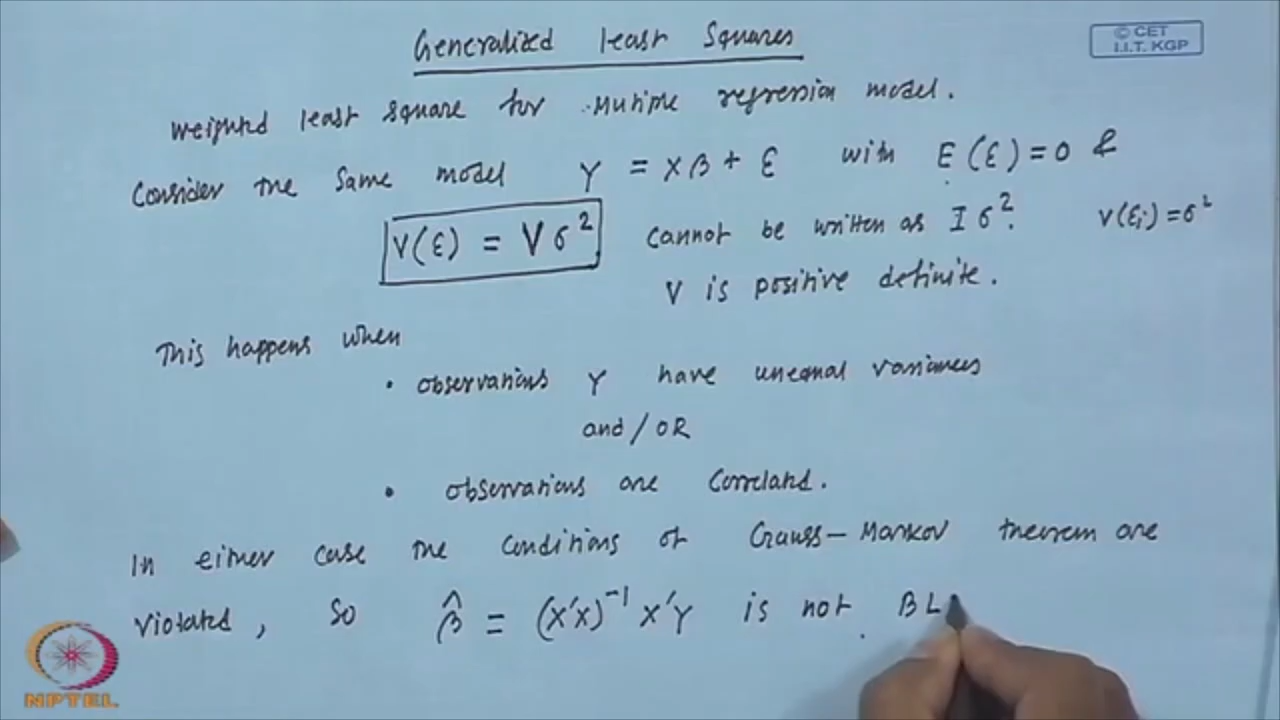 Generalized least Squares
© CET
I.I.T. KGP
Weighted least square for Multiple regression model.
Consider the same model Y = Xβ + ε with E(ε) = 0 &
V(ε) = Vσ² cannot be written as Iσ². V(εi) = σ²
V is positive definite.
This happens when
• observations Y have unequal variances
and/OR
• observations are Correlated.
In either case the conditions of Gauss-Markov theorem are
violated, so β̂ = (X'X)⁻¹ X'Y is not BL
NPTEL